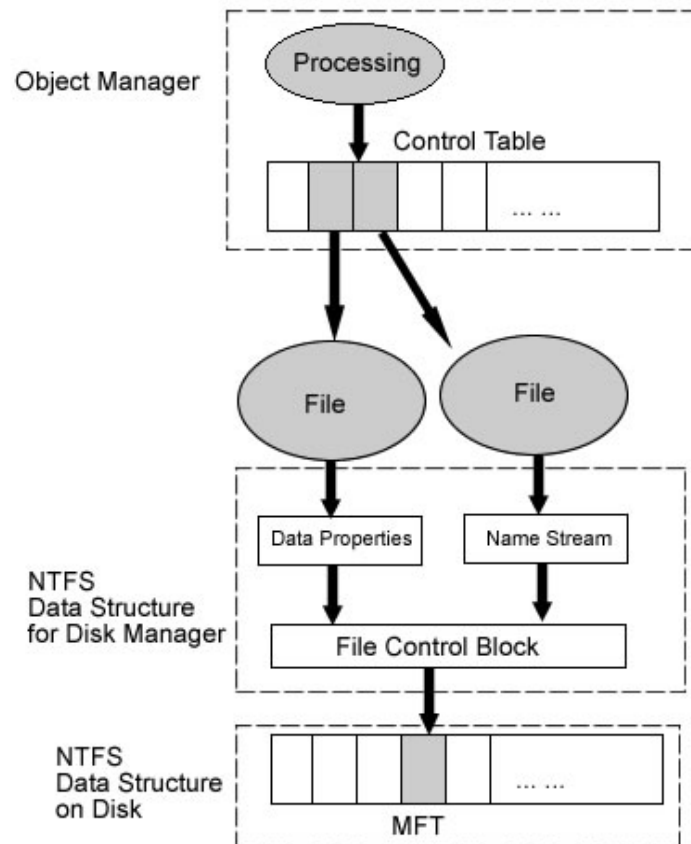 Object Manager
Processing
Control Table
... ...
File
File
Data Properties
Name Stream
NTFS
Data Structure
for Disk Manager
File Control Block
NTFS
Data Structure
on Disk
... ...
MFT